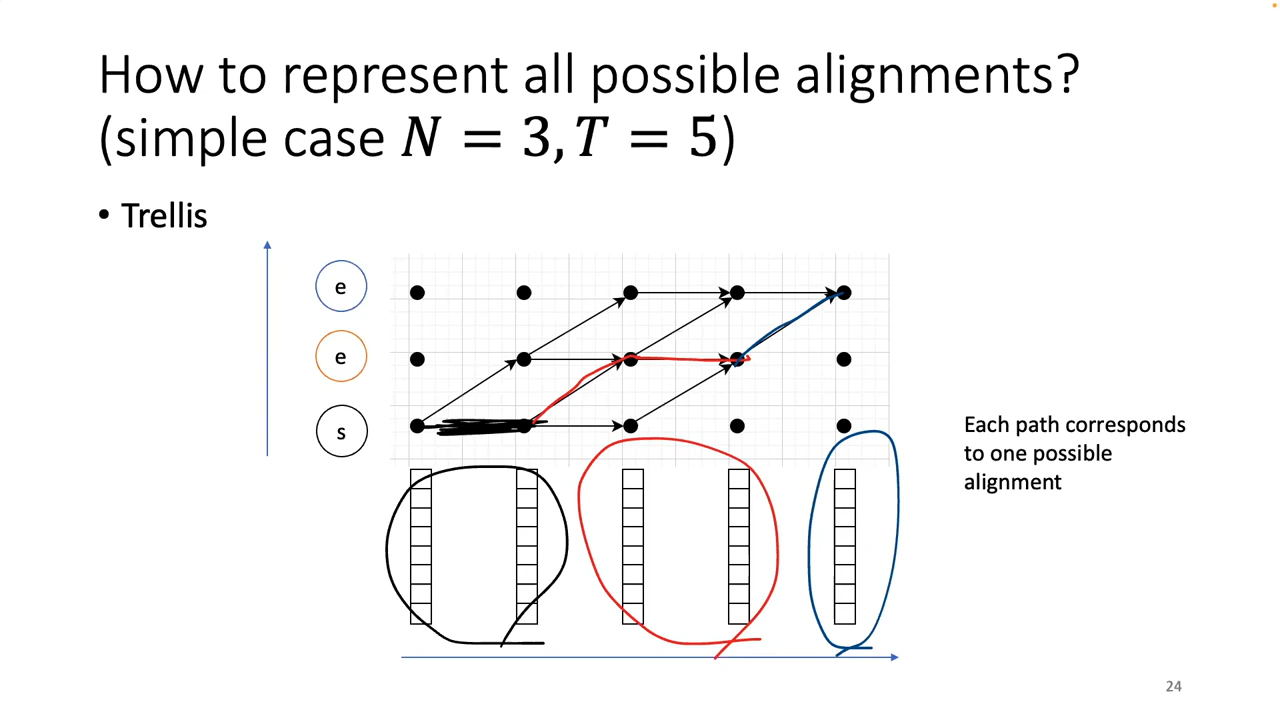 How to represent all possible alignments?
(simple case N = 3, T = 5)
• Trellis
e
e
s
Each path corresponds
to one possible
alignment
24